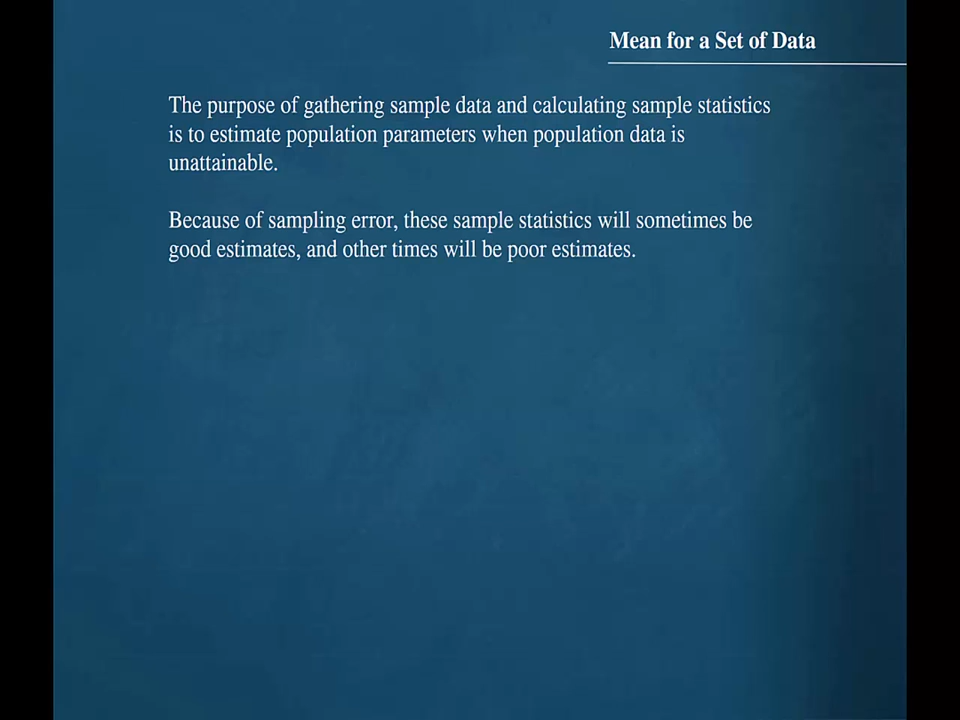 Mean for a Set of Data
The purpose of gathering sample data and calculating sample statistics
is to estimate population parameters when population data is
unattainable.
Because of sampling error, these sample statistics will sometimes be
good estimates, and other times will be poor estimates.